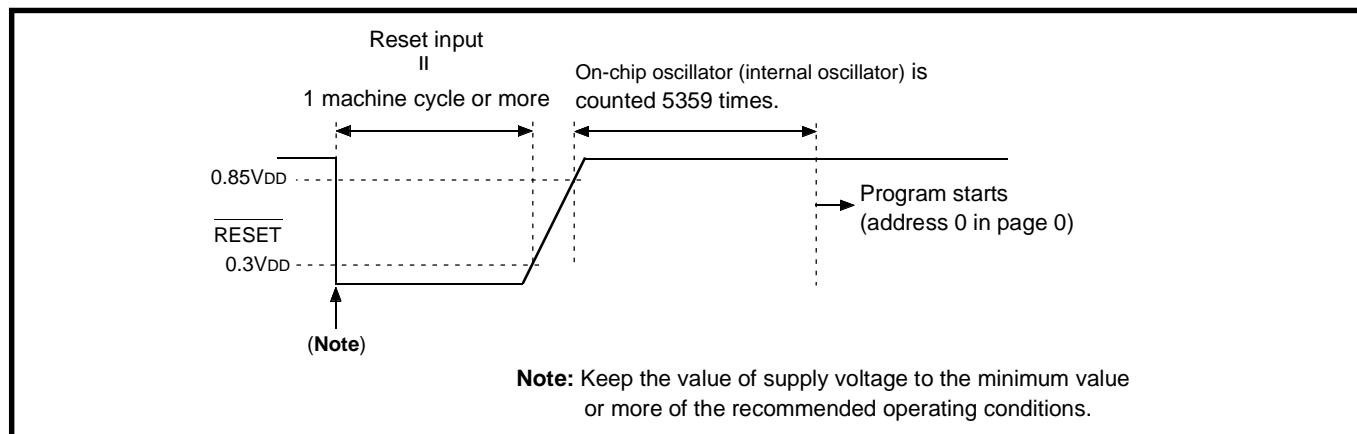 Reset input
=
1 machine cycle or more
On-chip oscillator (internal oscillator) is
counted 5359 times.
0.85VDD
Program starts
(address 0 in page 0)
RESET
0.3VDD
(Note)
Note: Keep the value of supply voltage to the minimum value
or more of the recommended operating conditions.